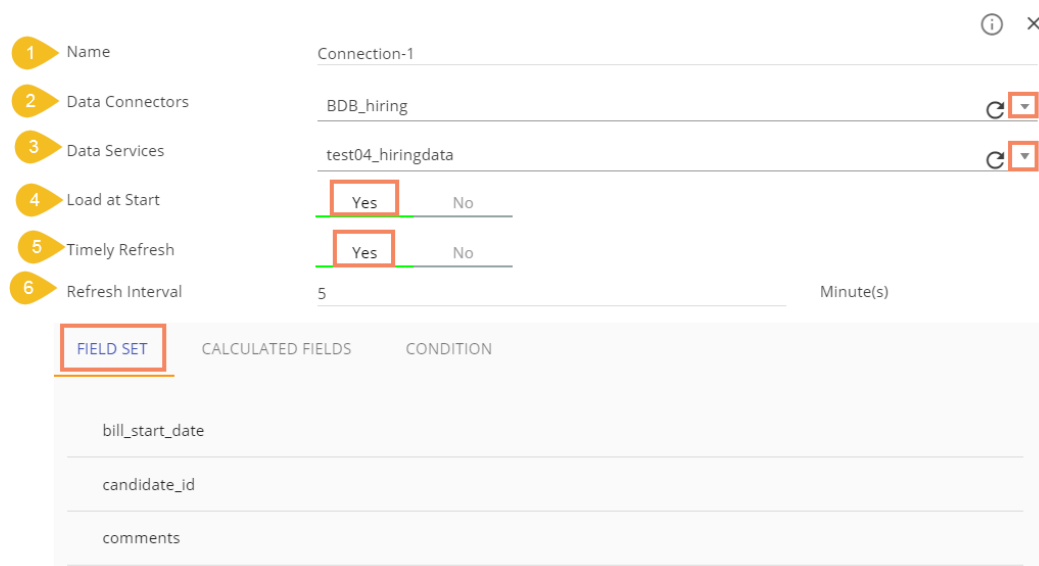 1 Name Connection-1
2 Data Connectors BDB_hiring
3 Data Services test04_hiringdata
4 Load at Start Yes No
5 Timely Refresh Yes No
6 Refresh Interval 5 Minute(s)
FIELD SET CALCULATED FIELDS CONDITION
bill_start_date
candidate_id
comments